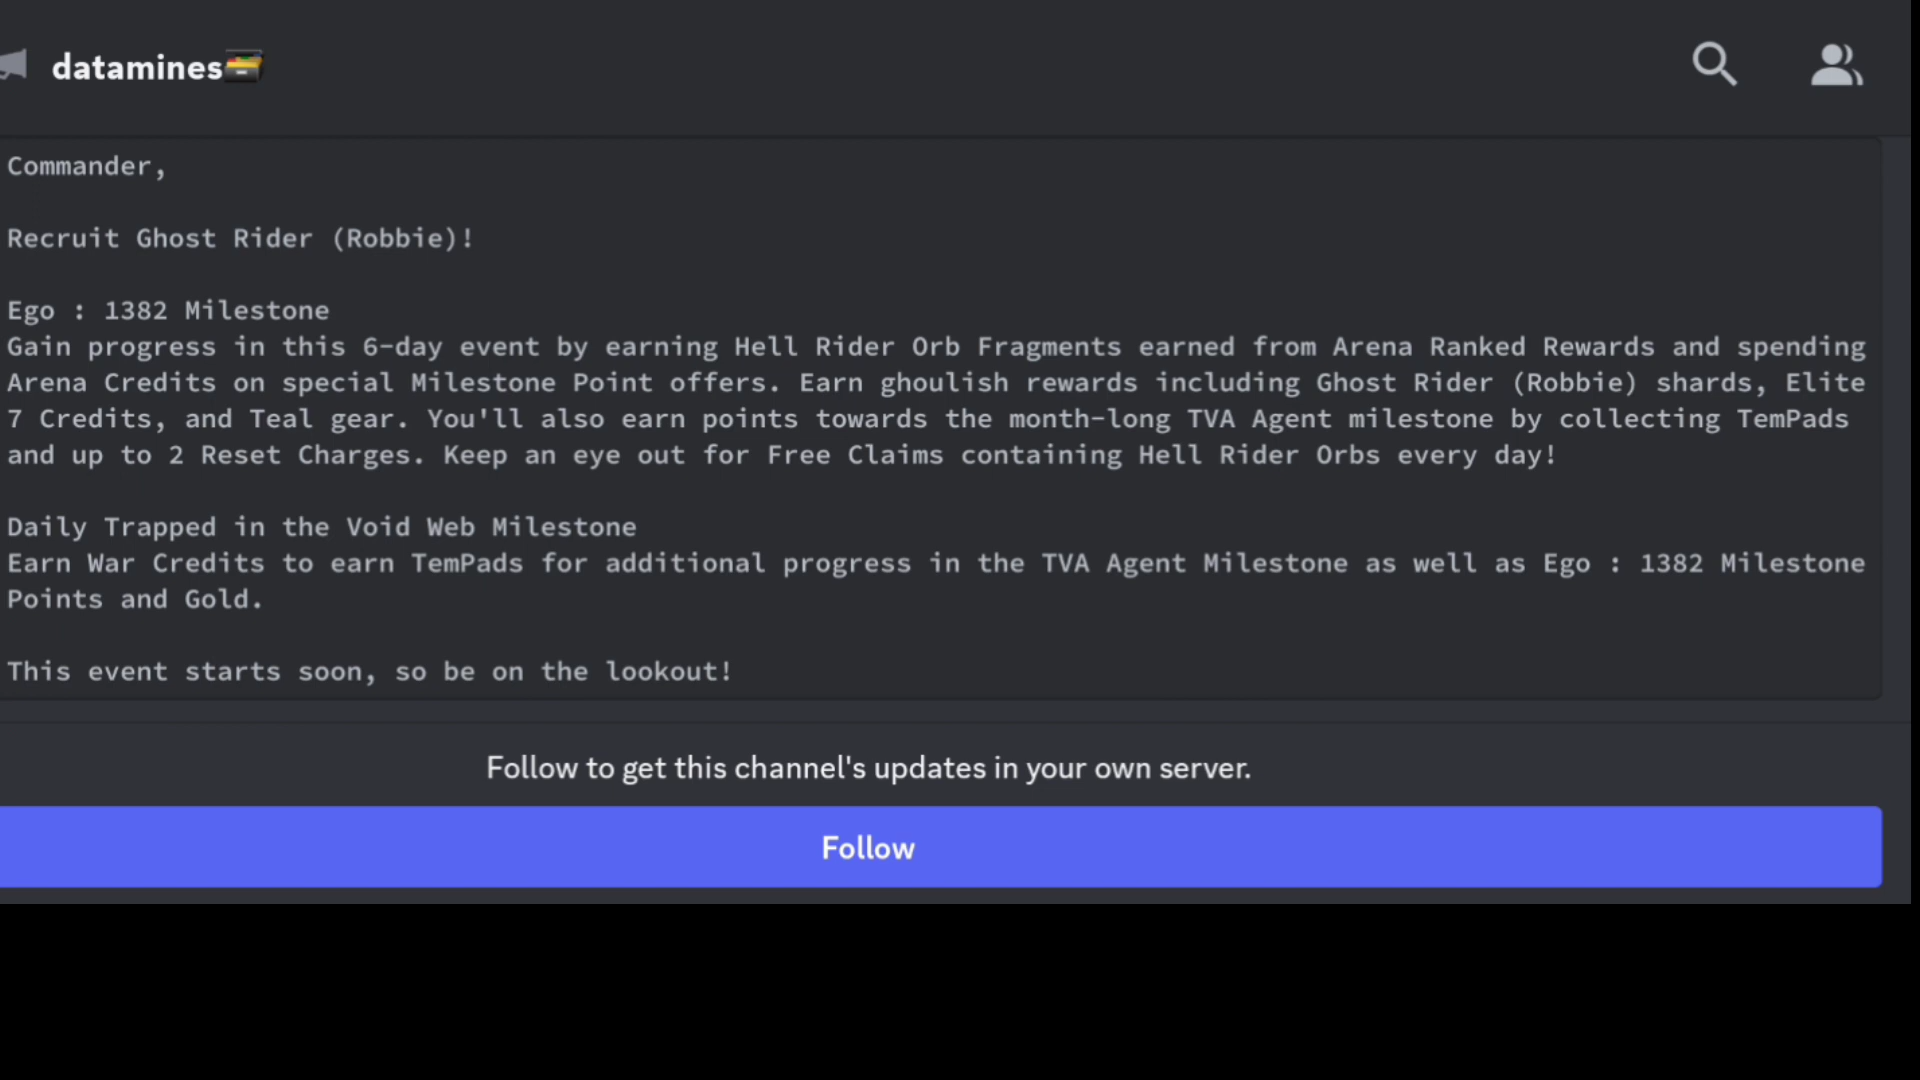 datamines
Commander,
Recruit Ghost Rider (Robbie)!
Ego : 1382 Milestone
Gain progress in this 6-day event by earning Hell Rider Orb Fragments earned from Arena Ranked Rewards and spending
Arena Credits on special Milestone Point offers. Earn ghoulish rewards including Ghost Rider (Robbie) shards, Elite
7 Credits, and Teal gear. You'll also earn points towards the month-long TVA Agent milestone by collecting TemPads
and up to 2 Reset Charges. Keep an eye out for Free Claims containing Hell Rider Orbs every day!
Daily Trapped in the Void Web Milestone
Earn War Credits to earn TemPads for additional progress in the TVA Agent Milestone as well as Ego : 1382 Milestone
Points and Gold.
This event starts soon, so be on the lookout!
Follow to get this channel's updates in your own server.
Follow